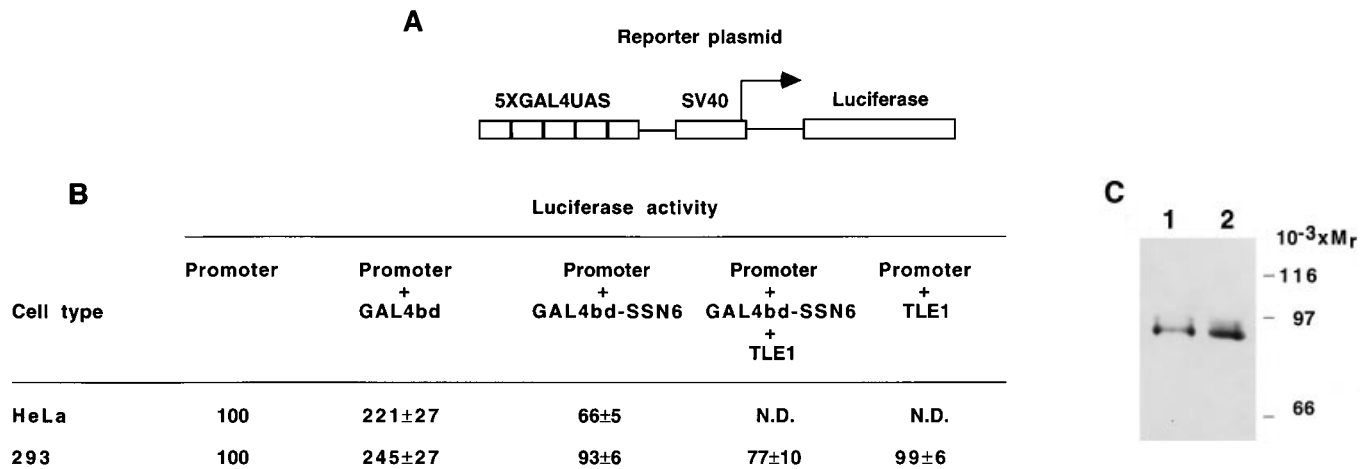 A
Reporter plasmid
5XGAL4UAS SV40 Luciferase
B
Luciferase activity
Cell type
Promoter
Promoter
+
GAL4bd
Promoter
+
GAL4bd-SSN6
Promoter
+
GAL4bd-SSN6
+
TLE1
Promoter
+
TLE1
HeLa 100 221±27 66±5 N.D. N.D.
293 100 245±27 93±6 77±10 99±6
C
1 2
10⁻³xMr
116
97
66